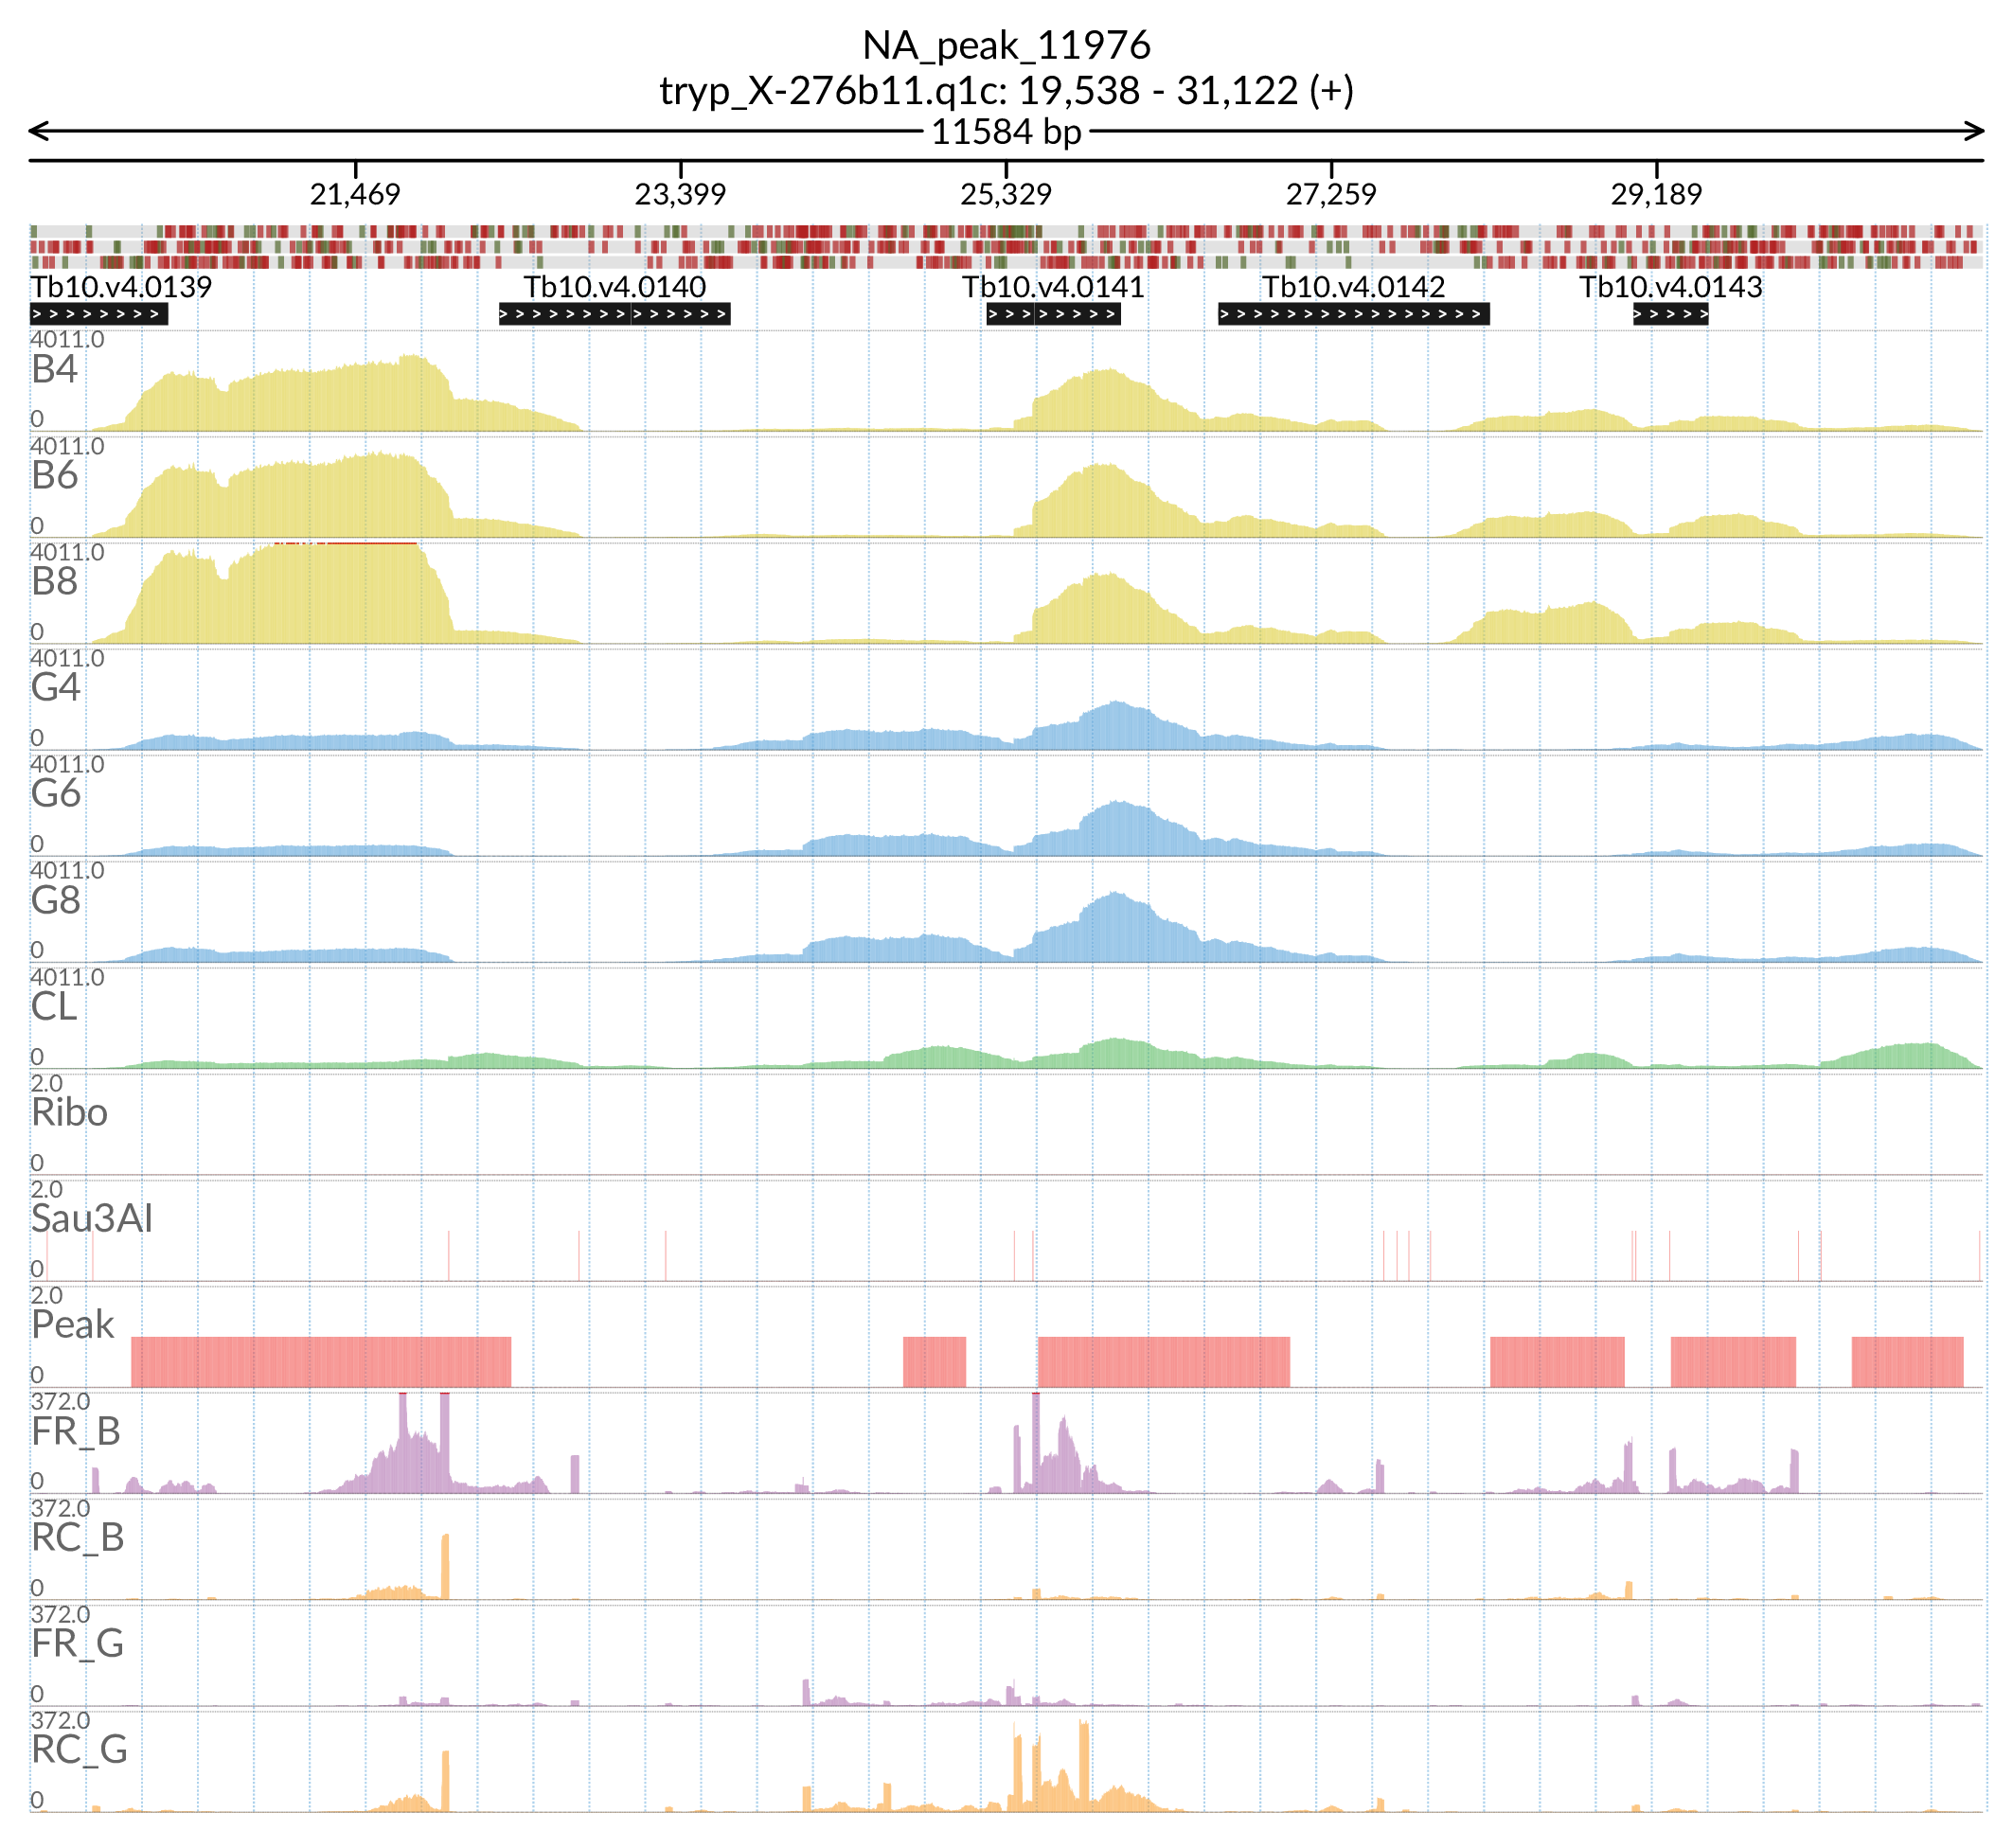 NA_peak_11976
tryp_X-276b11.q1c: 19,538 - 31,122 (+)
11584 bp
21,469 23,399 25,329 27,259 29,189
Tb10.v4.0139 Tb10.v4.0140 Tb10.v4.0141 Tb10.v4.0142 Tb10.v4.0143
4011.0
B4
0
4011.0
B6
0
4011.0
B8
0
4011.0
G4
0
4011.0
G6
0
4011.0
G8
0
4011.0
CL
0
2.0
Ribo
0
2.0
Sau3AI
0
2.0
Peak
0
372.0
FR_B
0
372.0
RC_B
0
372.0
FR_G
0
372.0
RC_G
0